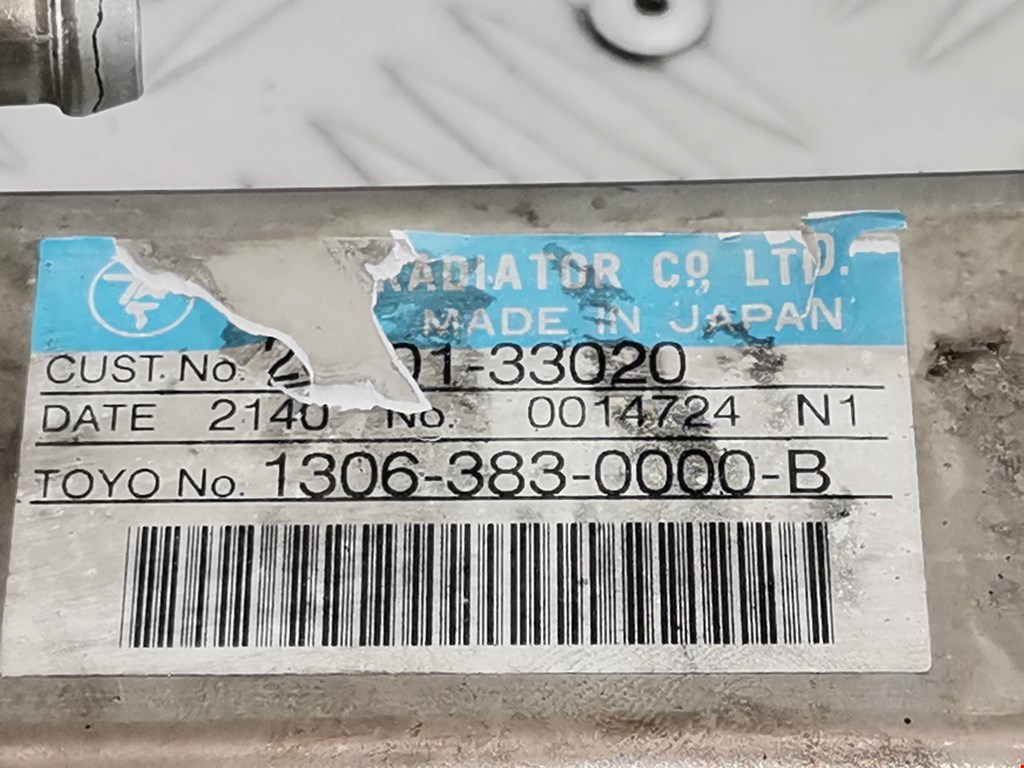 RADIATOR CO., LTD.
MADE IN JAPAN
CUST. No. 01-33020
DATE 2140 No. 0014724 N1
TOYO No. 1306-383-0000-B